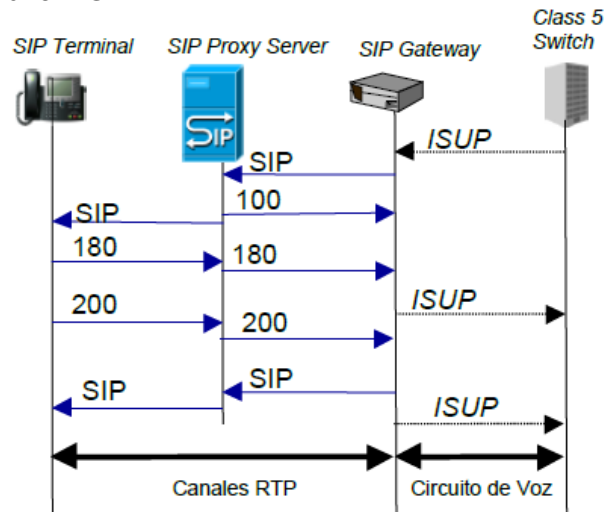 Class 5
Switch
SIP Terminal
SIP Proxy Server
SIP Gateway
SIP
ISUP
SIP
100
SIP
180
180
200
ISUP
200
SIP
SIP
ISUP
Canales RTP
Circuito de Voz